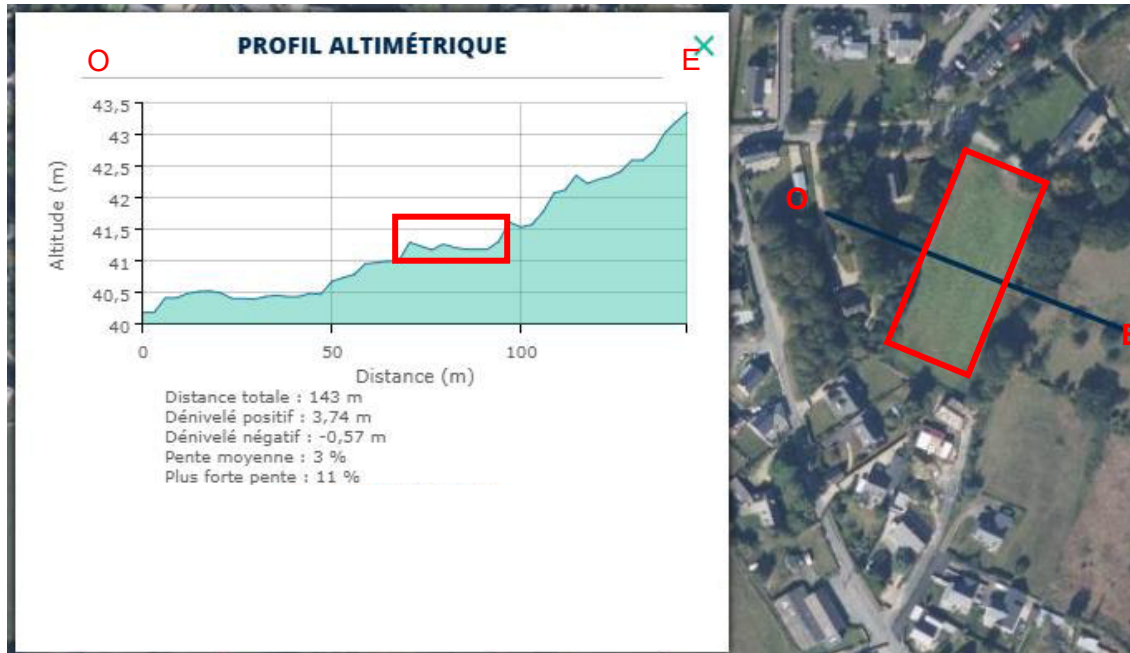 PROFIL ALTIMÉTRIQUE
O
E
43,5
43
42,5
42
41,5
41
40,5
40
Altitude (m)
0
50
100
Distance (m)
Distance totale : 143 m
Dénivelé positif : 3,74 m
Dénivelé négatif : -0,57 m
Pente moyenne : 3 %
Plus forte pente : 11 %
O
E